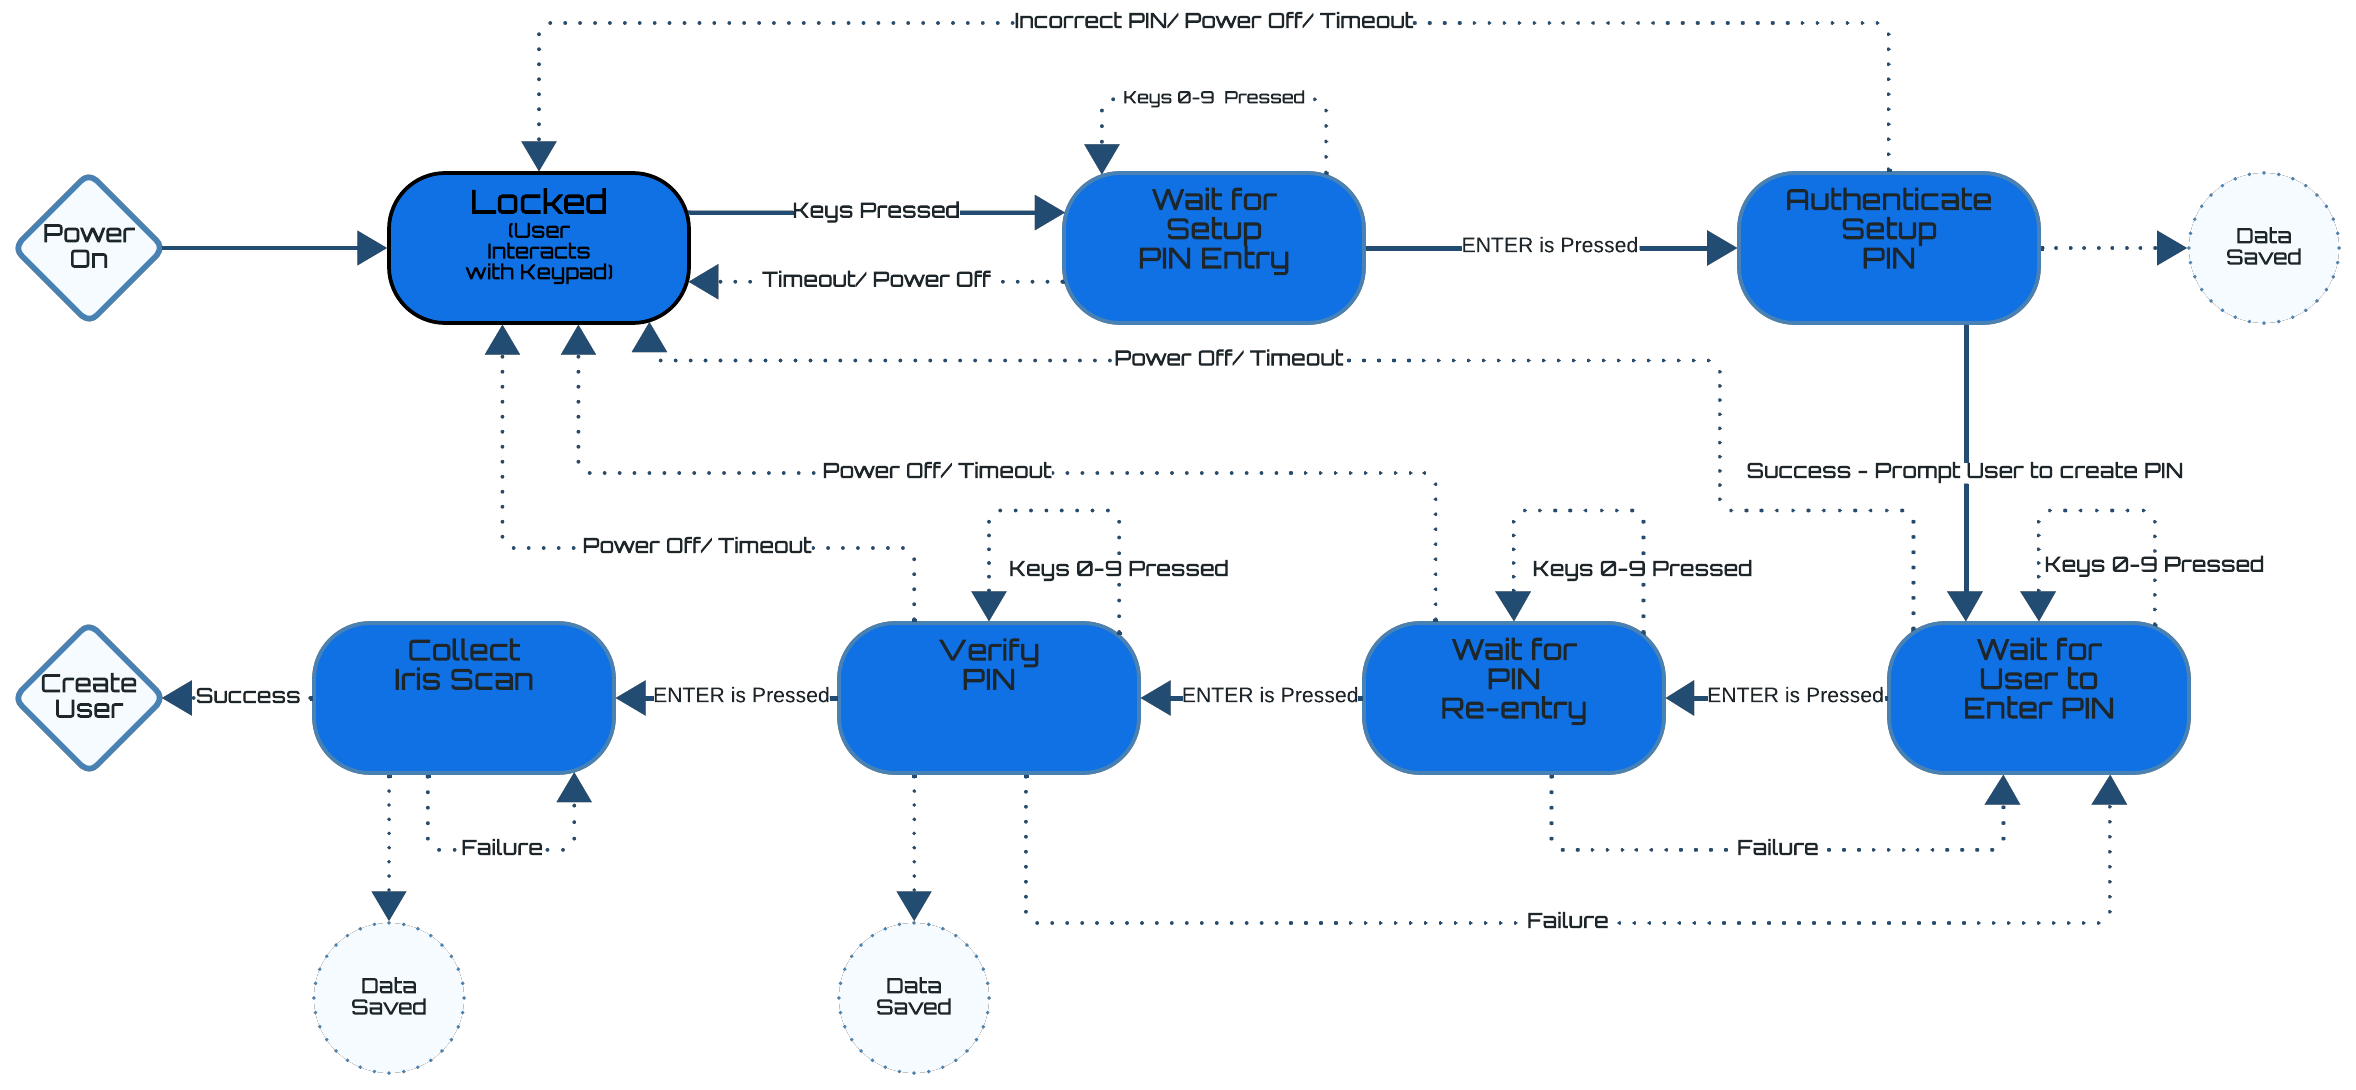 Incorrect PIN/ Power Off/ Timeout
Keys 0-9 Pressed
Power
On
Locked
(User
Interacts
with Keypad)
Keys Pressed
Timeout/ Power Off
Wait for
Setup
PIN Entry
ENTER is Pressed
Authenticate
Setup
PIN
Data
Saved
Power Off/ Timeout
Power Off/ Timeout
Success - Prompt User to create PIN
Power Off/ Timeout
Keys 0-9 Pressed
Keys 0-9 Pressed
Keys 0-9 Pressed
Create
User
Success
Collect
Iris Scan
ENTER is Pressed
Verify
PIN
ENTER is Pressed
Wait for
PIN
Re-entry
ENTER is Pressed
Wait for
User to
Enter PIN
Failure
Failure
Failure
Data
Saved
Data
Saved